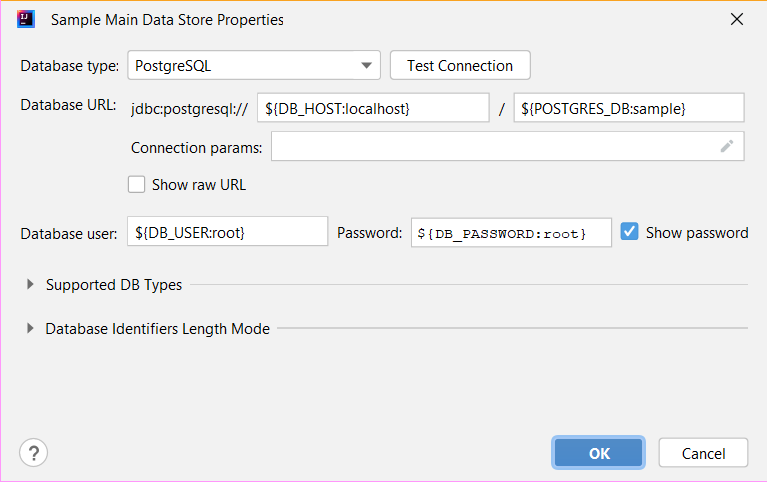 Sample Main Data Store Properties
Database type: PostgreSQL Test Connection
Database URL: jdbc:postgresql:// ${DB_HOST:localhost} / ${POSTGRES_DB:sample}
Connection params:
Show raw URL
Database user: ${DB_USER:root} Password: ${DB_PASSWORD:root} Show password
Supported DB Types
Database Identifiers Length Mode
? OK Cancel